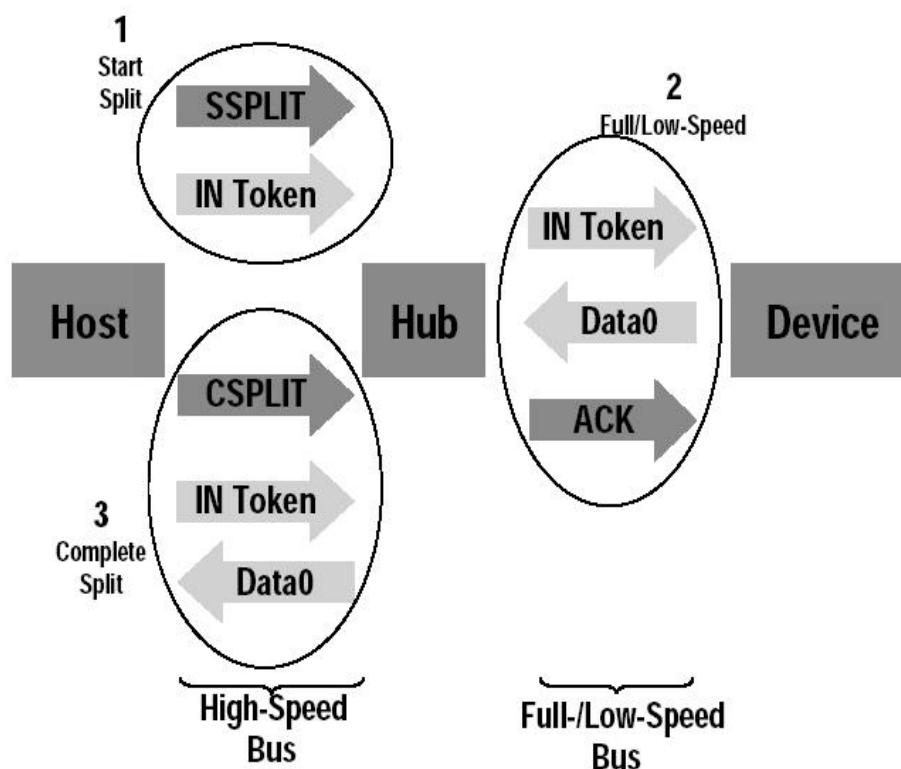 1
Start
Split
SSPLIT
IN Token
2
Full/Low-Speed
IN Token
Data0
ACK
Host
Hub
Device
CSPLIT
IN Token
Data0
3
Complete
Split
High-Speed
Bus
Full-/Low-Speed
Bus